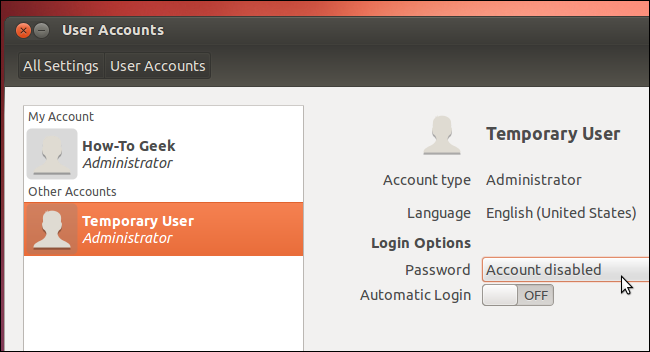 User Accounts
All Settings User Accounts
My Account
How-To Geek
Administrator
Other Accounts
Temporary User
Administrator
Temporary User
Account type Administrator
Language English (United States)
Login Options
Password Account disabled
Automatic Login OFF